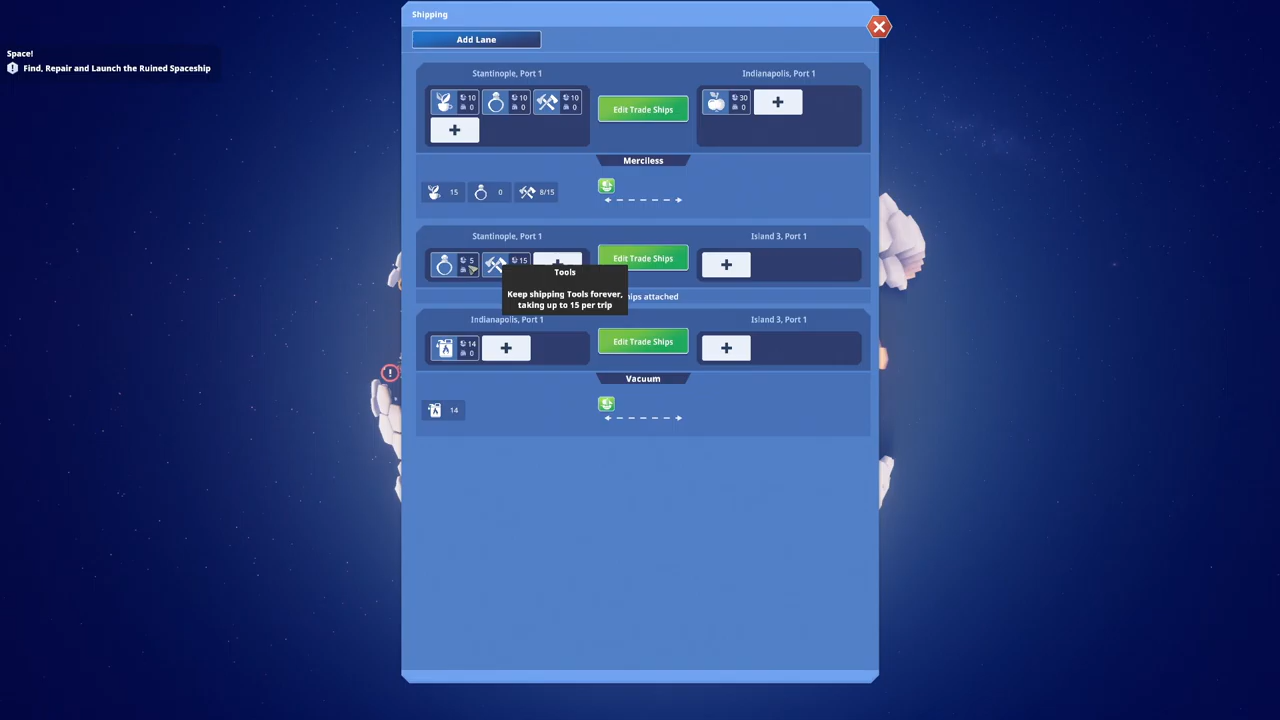 Shipping
Space!
Add Lane
Find, Repair and Launch the Ruined Spaceship
Stantinople, Port 1
Indianapolis, Port 1
10
0
10
0
10
0
Edit Trade Ships
30
0
+
+
Merciless
15
0
8/15
Stantinople, Port 1
Island 3, Port 1
5
15
Edit Trade Ships
+
Tools
Keep shipping Tools forever,
taking up to 15 per trip
ships attached
Indianapolis, Port 1
Island 3, Port 1
14
0
+
Edit Trade Ships
+
Vacuum
14